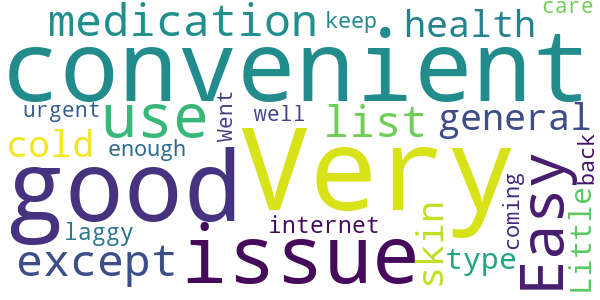 care
medication
keep
health
convenient
urgent
use
Went
well
list
general
cold
enough
good
Very
Easy
back
Little
laggy
internet
coming
skin
except
issue
type